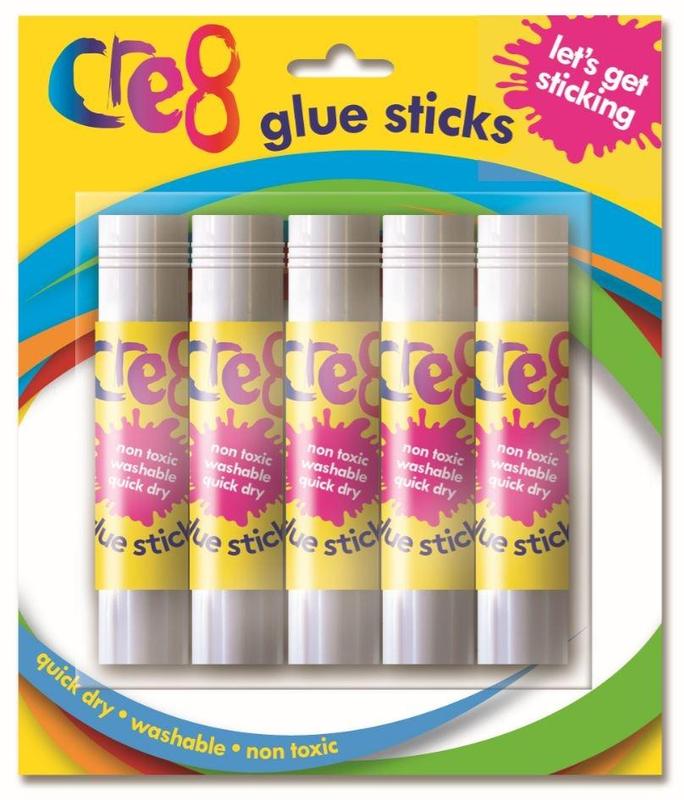 cre8
glue sticks
let's get
sticking
cre8
non toxic
washable
quick dry
lue stick
cre8
non toxic
washable
quick dry
lue stick
cre8
non toxic
washable
quick dry
lue stick
cre8
non toxic
washable
quick dry
lue stick
cre8
non toxic
washable
quick dry
lue stick
quick dry • washable • non toxic